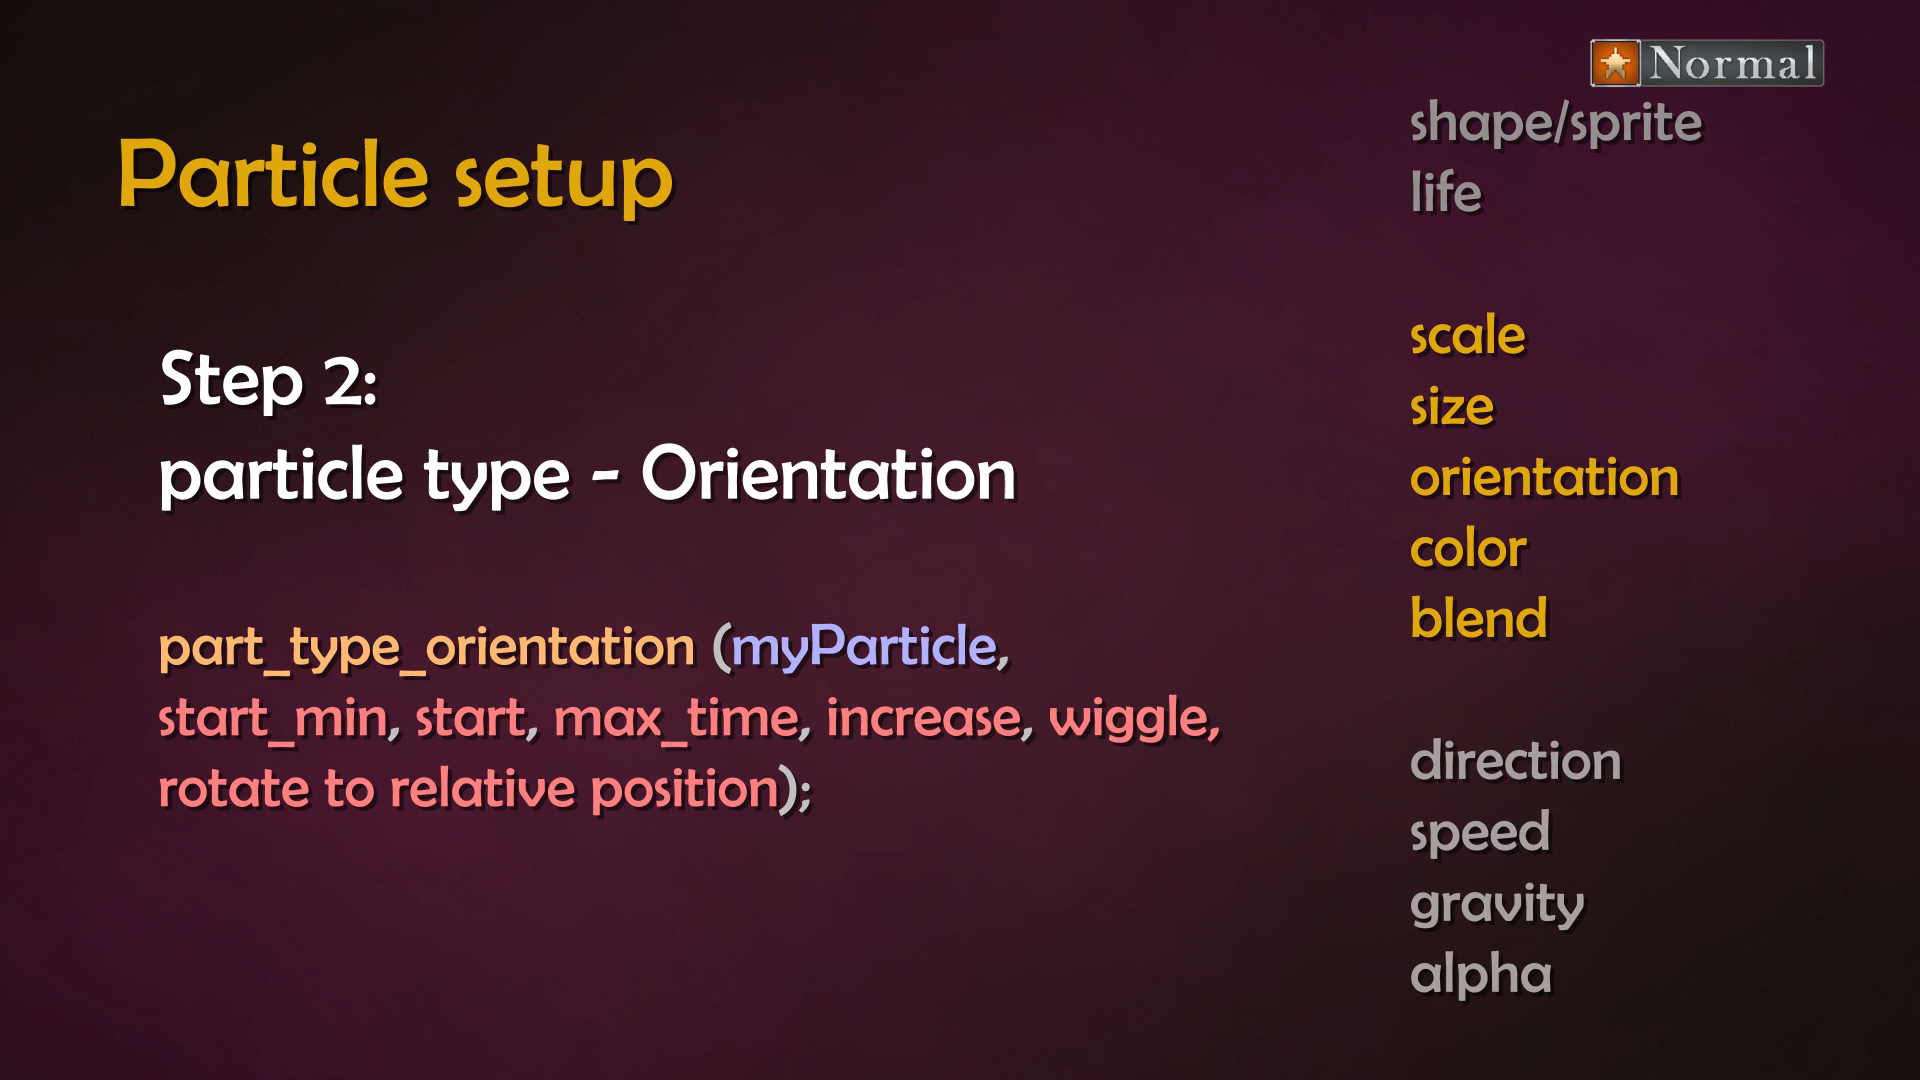 Normal
Particle setup
Step 2:
particle type - Orientation
part_type_orientation (myParticle,
start_min, start, max_time, increase, wiggle,
rotate to relative position);
shape/sprite
life
scale
size
orientation
color
blend
direction
speed
gravity
alpha